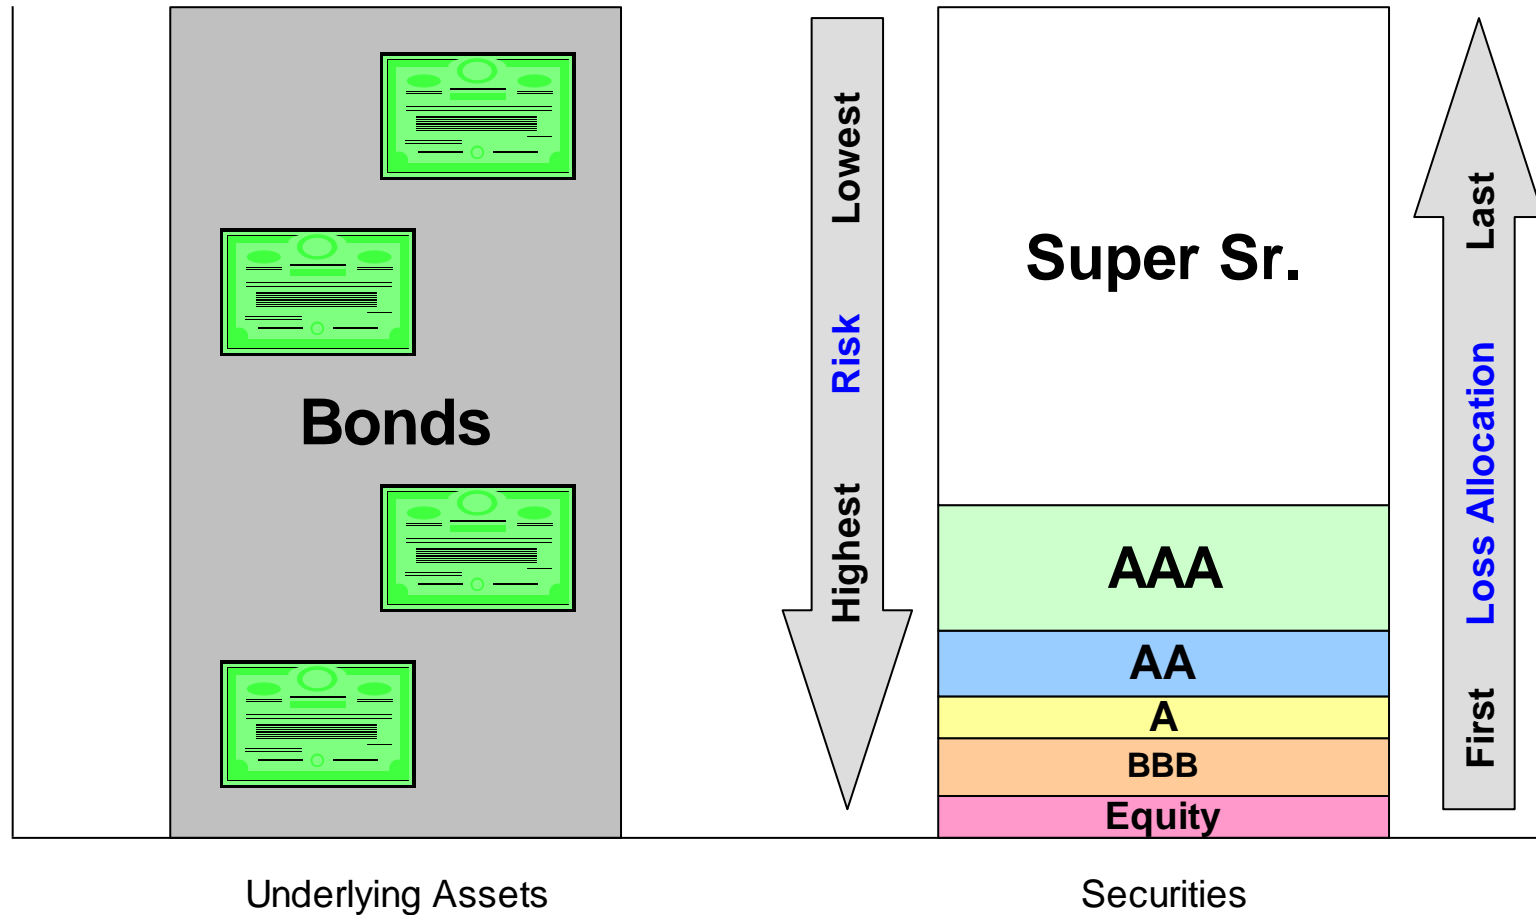 Bonds
Underlying Assets
Lowest
Risk
Highest
Super Sr.
AAA
AA
A
BBB
Equity
Securities
Last
Loss Allocation
First